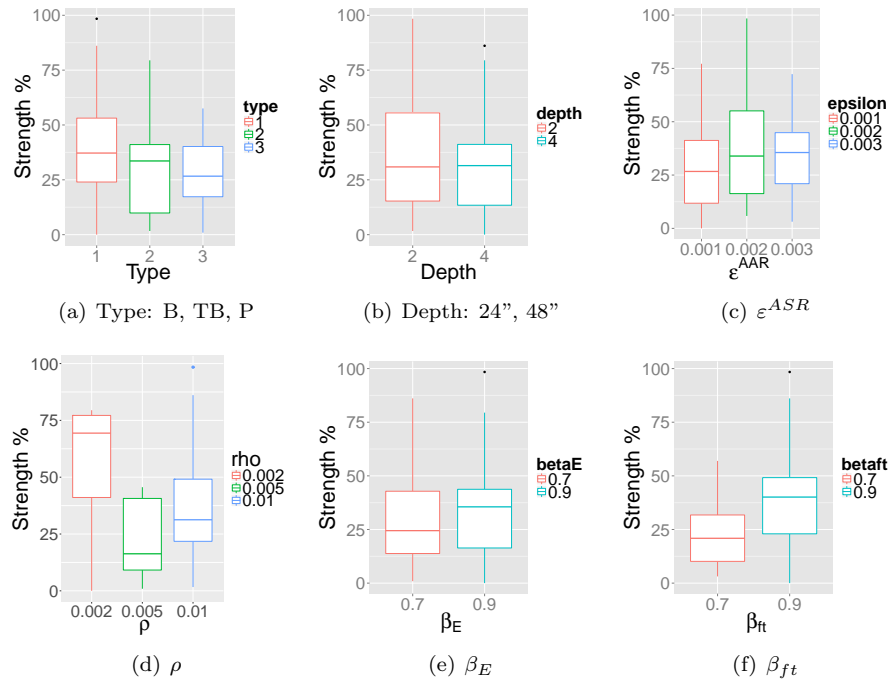 100
75
50
25
0
Strength %
1 2 3
Type
type
1
2
3
(a) Type: B, TB, P
100
75
50
25
0
Strength %
2 4
Depth
depth
2
4
(b) Depth: 24", 48"
100
75
50
25
0
Strength %
0.001 0.002 0.003
ε^AAR
epsilon
0.001
0.002
0.003
(c) ε^ASR
100
75
50
25
0
Strength %
0.002 0.005 0.01
ρ
rho
0.002
0.005
0.01
(d) ρ
100
75
50
25
0
Strength %
0.7 0.9
β_E
betaE
0.7
0.9
(e) β_E
100
75
50
25
0
Strength %
0.7 0.9
β_ft
betaft
0.7
0.9
(f) β_ft